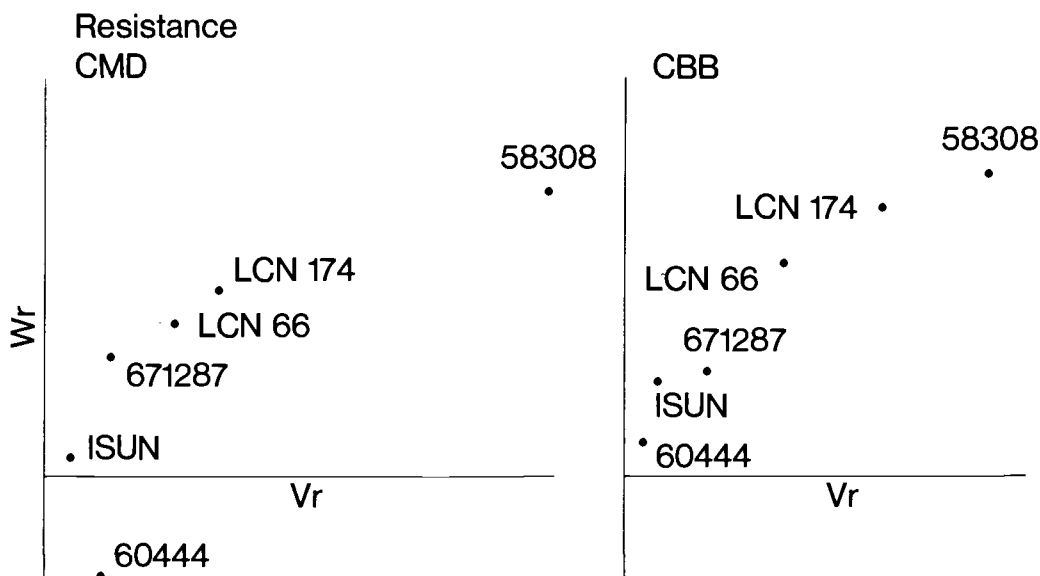 Resistance
CMD
58308
LCN 174
LCN 66
671287
ISUN
Wr
Vr
60444
CBB
58308
LCN 174
LCN 66
671287
ISUN
60444
Vr